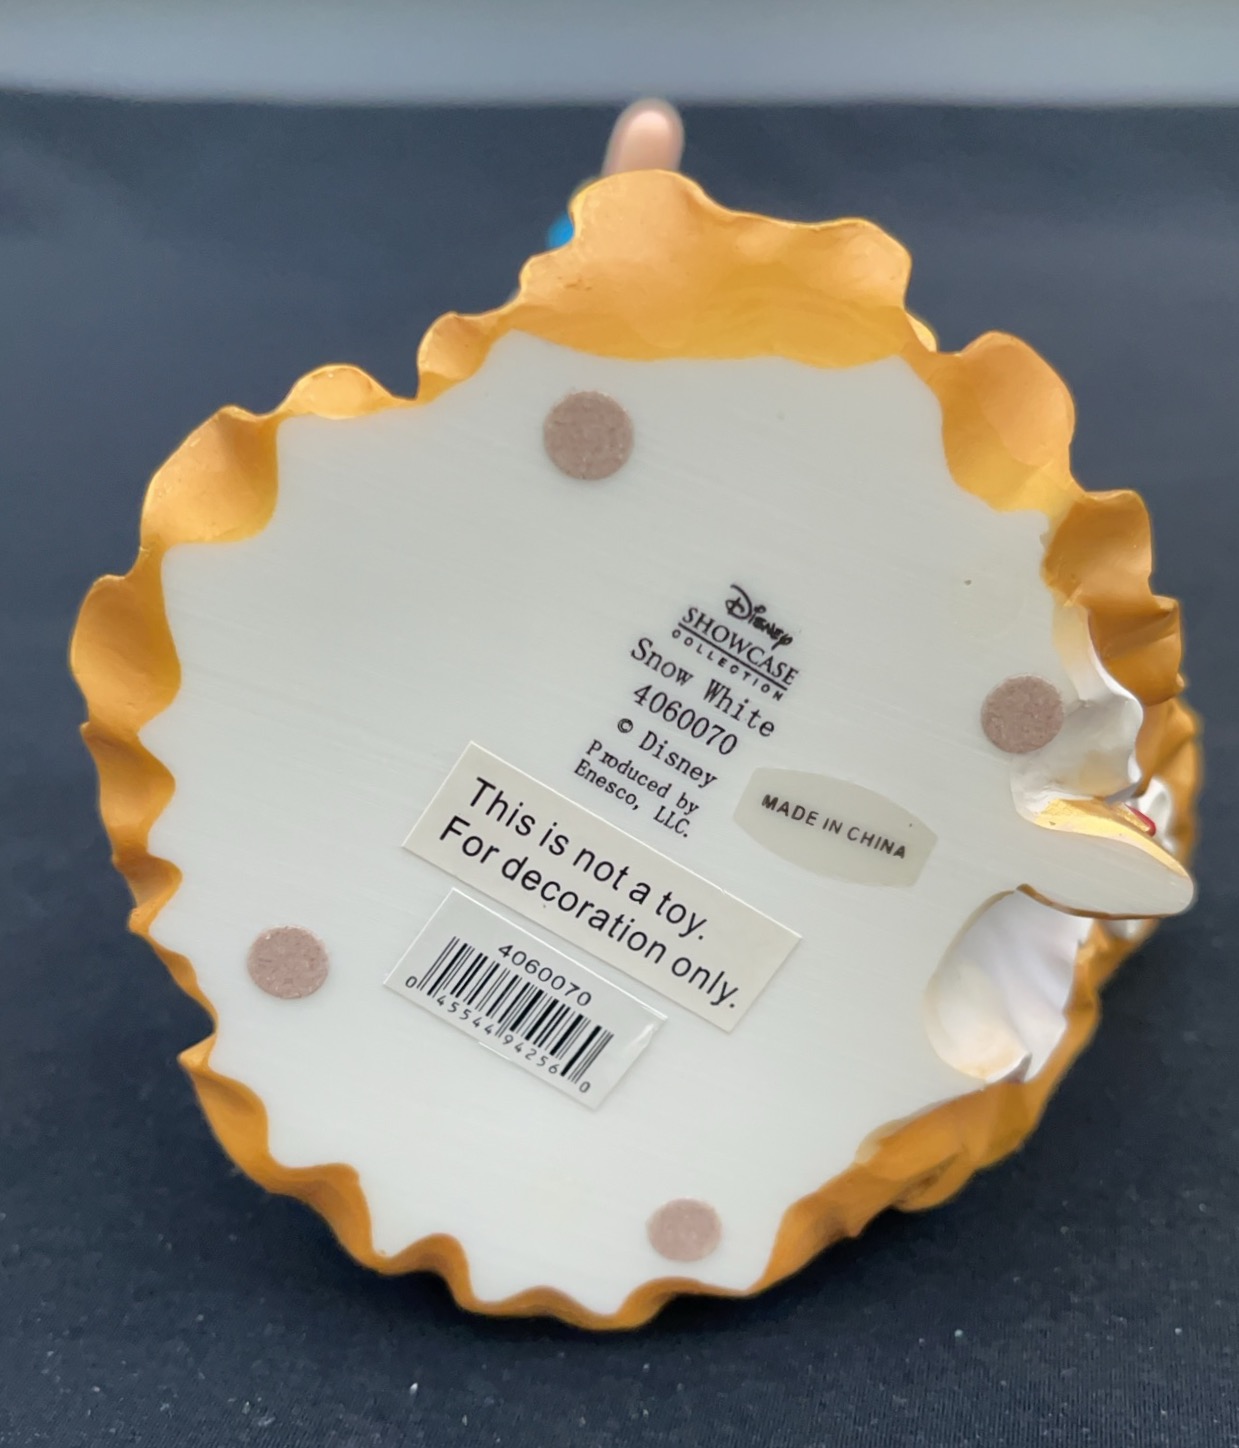 Disney
SHOWCASE
COLLECTION
Snow White
4060070
© Disney
Produced by
Enesco, LLC.
MADE IN CHINA
This is not a toy.
For decoration only.
4060070
0 45544 94256 0